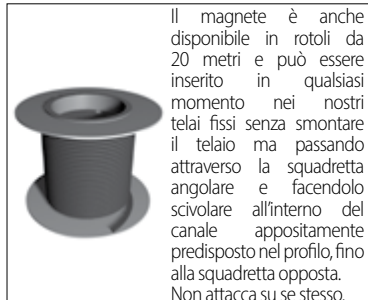 Il magnete è anche
disponibile in rotoli da
20 metri e può essere
inserito in qualsiasi
momento nei nostri
telai fissi senza smontare
il telaio ma passando
attraverso la squadretta
angolare e facendolo
scivolare all'interno del
canale appositamente
predisposto nel profilo, fino
alla squadretta opposta.
Non attacca su se stesso.